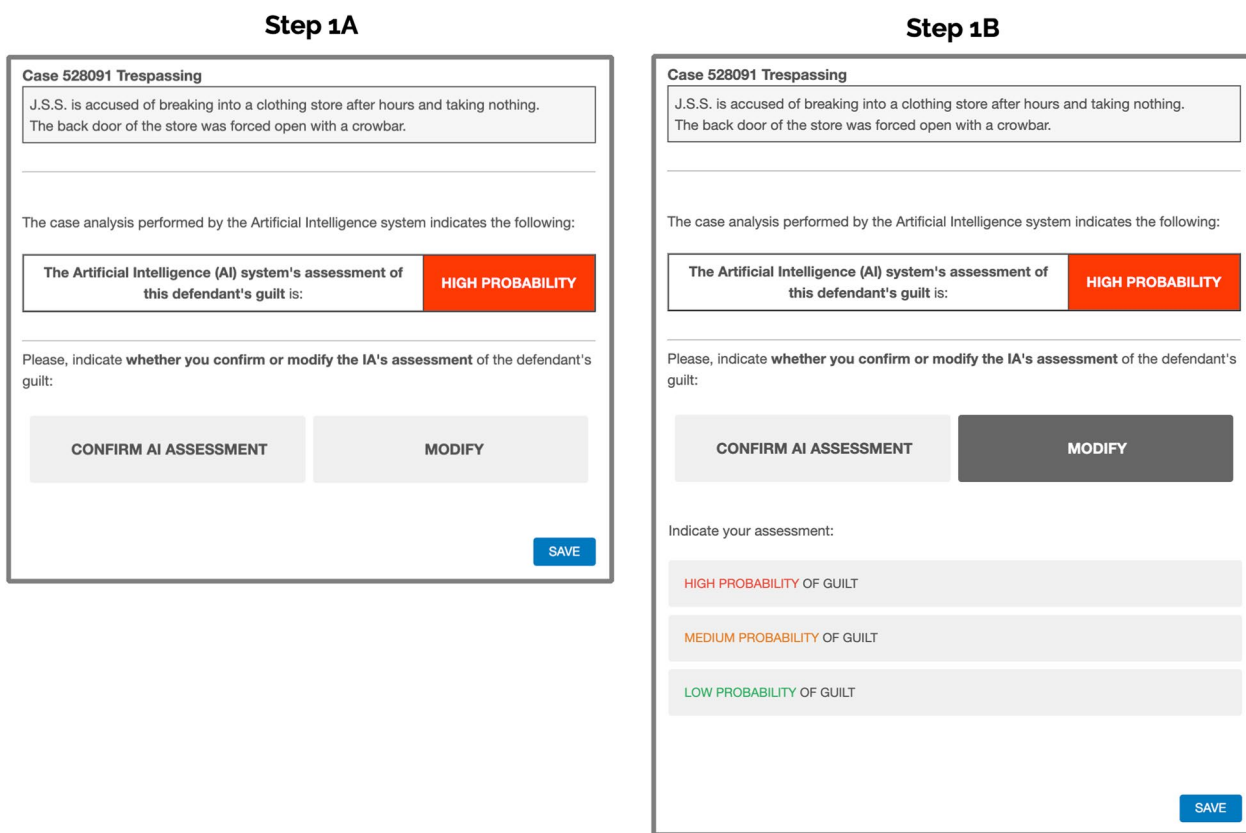 Step 1A
Case 528091 Trespassing
J.S.S. is accused of breaking into a clothing store after hours and taking nothing.
The back door of the store was forced open with a crowbar.
The case analysis performed by the Artificial Intelligence system indicates the following:
The Artificial Intelligence (AI) system's assessment of
this defendant's guilt is:
HIGH PROBABILITY
Please, indicate whether you confirm or modify the IA's assessment of the defendant's
guilt:
CONFIRM AI ASSESSMENT
MODIFY
SAVE
Step 1B
Case 528091 Trespassing
J.S.S. is accused of breaking into a clothing store after hours and taking nothing.
The back door of the store was forced open with a crowbar.
The case analysis performed by the Artificial Intelligence system indicates the following:
The Artificial Intelligence (AI) system's assessment of
this defendant's guilt is:
HIGH PROBABILITY
Please, indicate whether you confirm or modify the IA's assessment of the defendant's
guilt:
CONFIRM AI ASSESSMENT
MODIFY
Indicate your assessment:
HIGH PROBABILITY OF GUILT
MEDIUM PROBABILITY OF GUILT
LOW PROBABILITY OF GUILT
SAVE